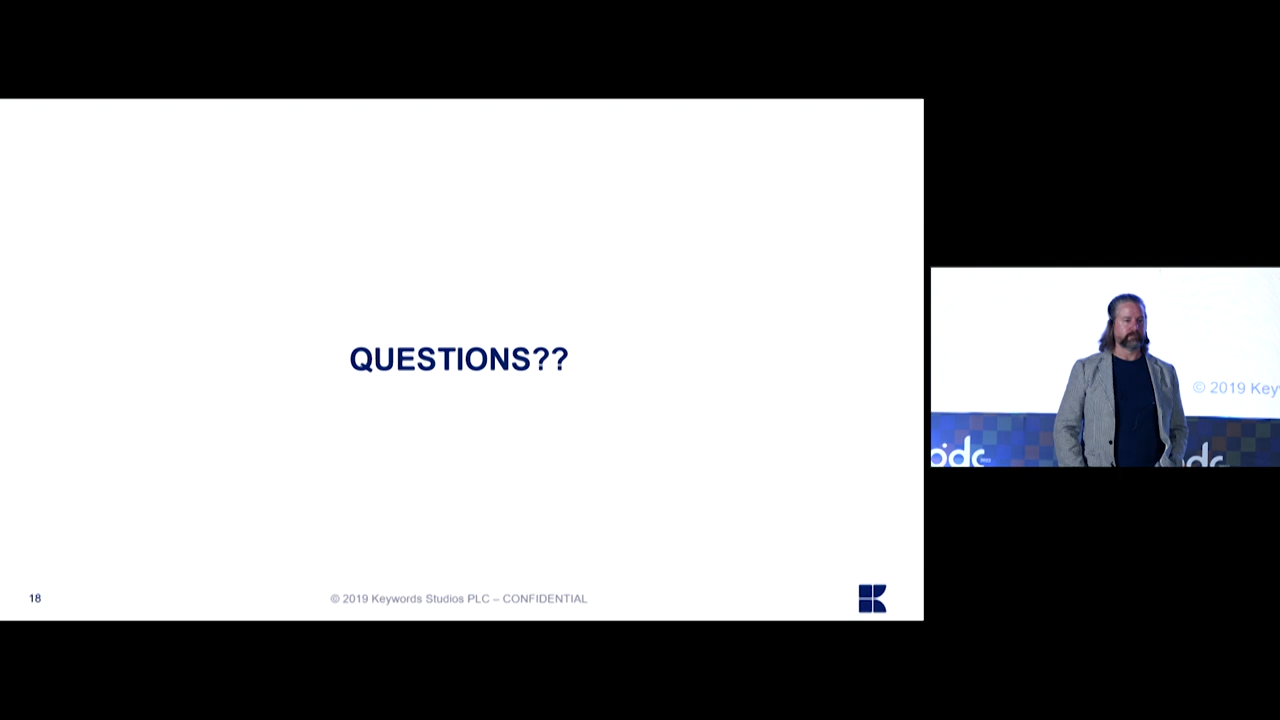 QUESTIONS??
18
© 2019 Keywords Studios PLC – CONFIDENTIAL
© 2019 Key